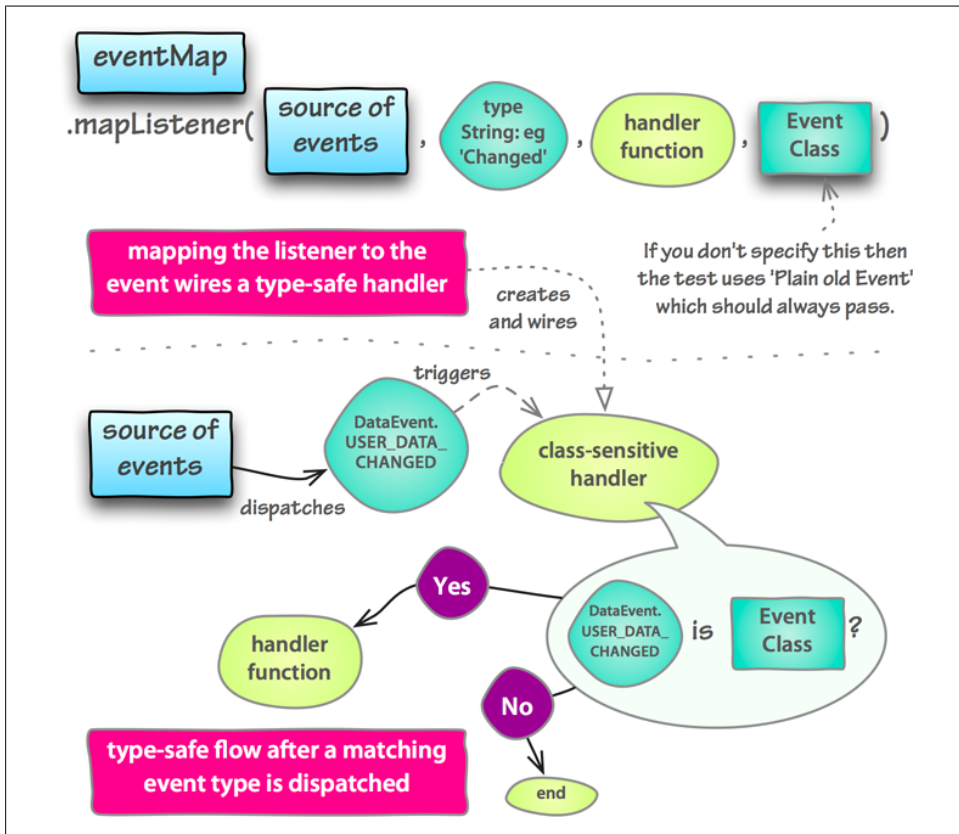 eventMap
.mapListener(
source of
events
,
type
String: eg
'Changed'
,
handler
function
,
Event
Class
)
mapping the listener to the
event wires a type-safe handler
If you don't specify this then
the test uses 'Plain old Event'
which should always pass.
creates
and wires
triggers
source of
events
dispatches
DataEvent.
USER_DATA_
CHANGED
class-sensitive
handler
Yes
DataEvent.
USER_DATA_
CHANGED
is
Event
Class
?
handler
function
No
type-safe flow after a matching
event type is dispatched
end